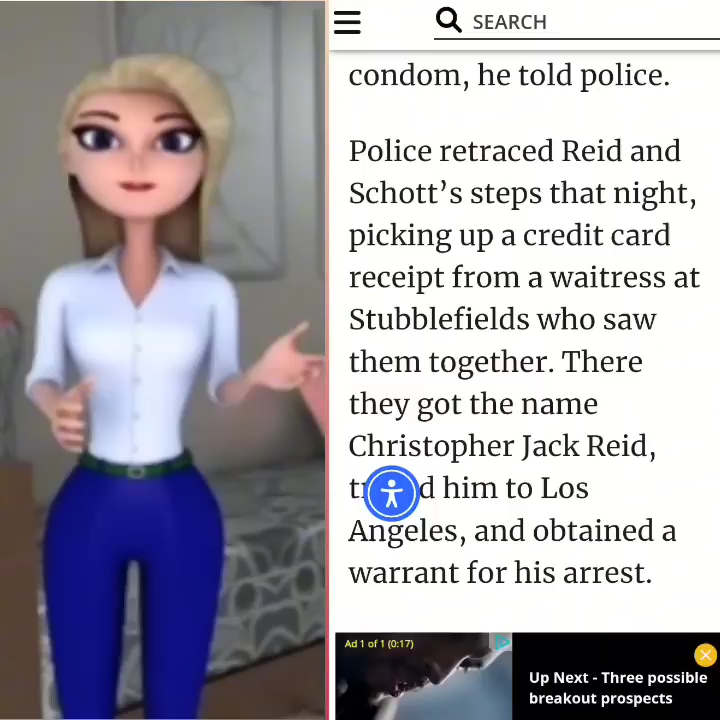 SEARCH
condom, he told police.
Police retraced Reid and
Schott’s steps that night,
picking up a credit card
receipt from a waitress at
Stubblefields who saw
them together. There
they got the name
Christopher Jack Reid,
him to Los
Angeles, and obtained a
warrant for his arrest.
Ad 1 of 1 (0:17)
Up Next - Three possible
breakout prospects